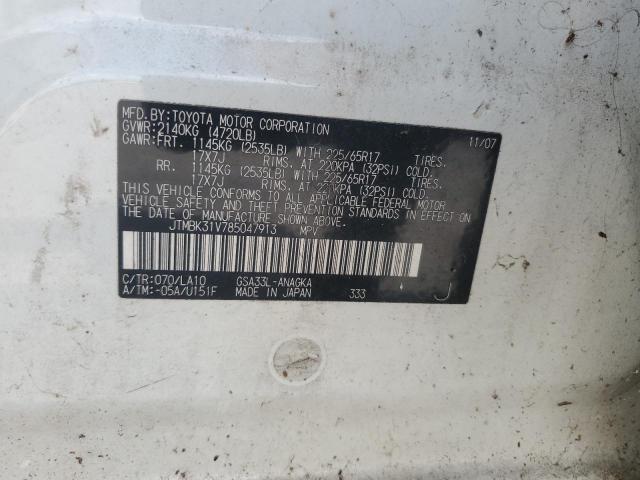 MFD.BY:TOYOTA MOTOR CORPORATION 11/07
GVWR:2140KG (4720LB)
GAWR:FRT. 1145KG (2535LB) WITH 225/65R17 TIRES.
17X7J RIMS, AT 220KPA (32PSI) COLD.
RR. 1145KG (2535LB) WITH 225/65R17 TIRES.
17X7J RIMS, AT 220KPA (32PSI) COLD.
THIS VEHICLE CONFORMS TO ALL APPLICABLE FEDERAL MOTOR
VEHICLE SAFETY AND THEFT PREVENTION STANDARDS IN EFFECT ON
THE DATE OF MANUFACTURE SHOWN ABOVE.
JTMBK31V785047913 MPV
C/TR:070/LA10 GSA33L-ANAGKA
A/TM:-05A/U151F MADE IN JAPAN 333 J